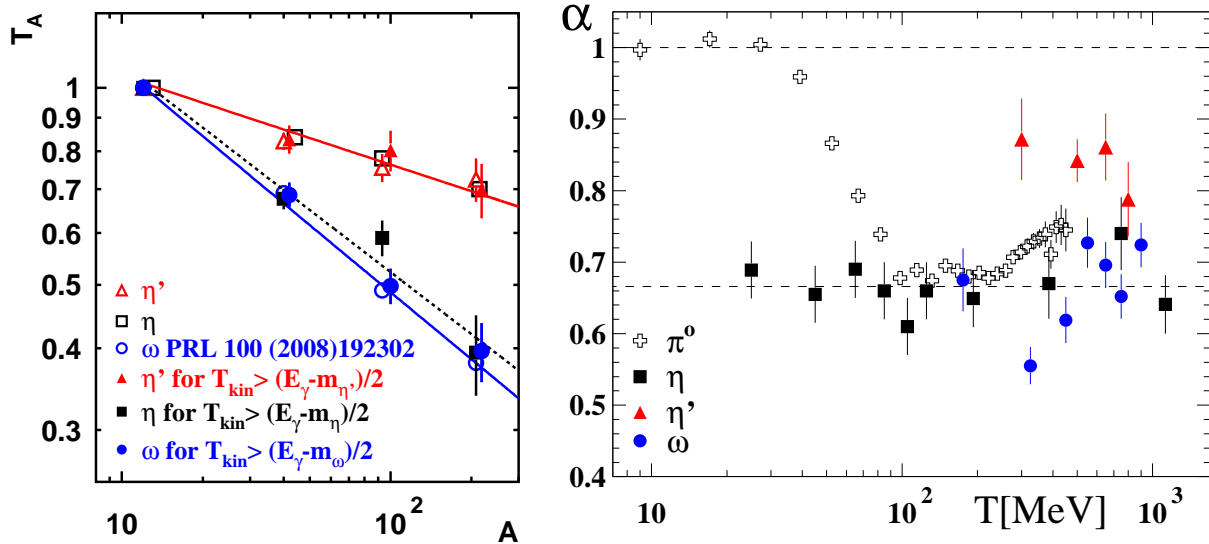 T_A
1
0.9
0.8
0.7
0.6
0.5
0.4
0.3
η’
η
ω PRL 100 (2008)192302
η’ for T_kin> (E_γ-m_η’)/2
η for T_kin> (E_γ-m_η)/2
ω for T_kin> (E_γ-m_ω)/2
10
10^2
A
α
1
0.9
0.8
0.7
0.6
0.5
0.4
π^o
η
η’
ω
10
10^2
T[MeV]
10^3